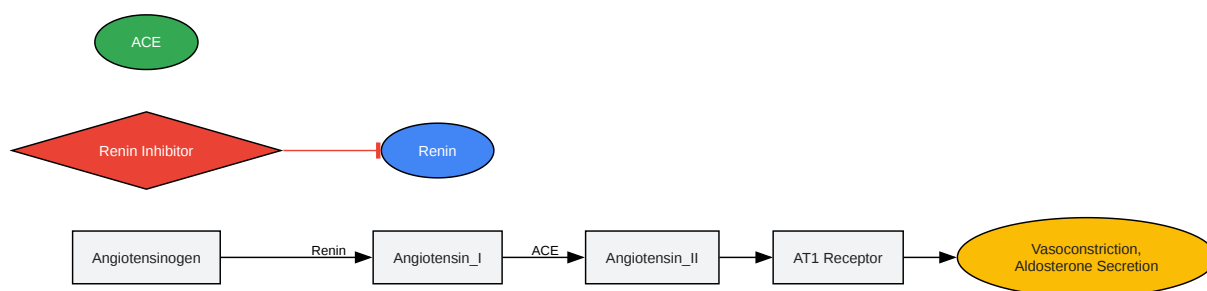 ACE
Renin Inhibitor
Renin
Angiotensinogen
Renin
Angiotensin_I
ACE
Angiotensin_II
AT1 Receptor
Vasoconstriction,
Aldosterone Secretion